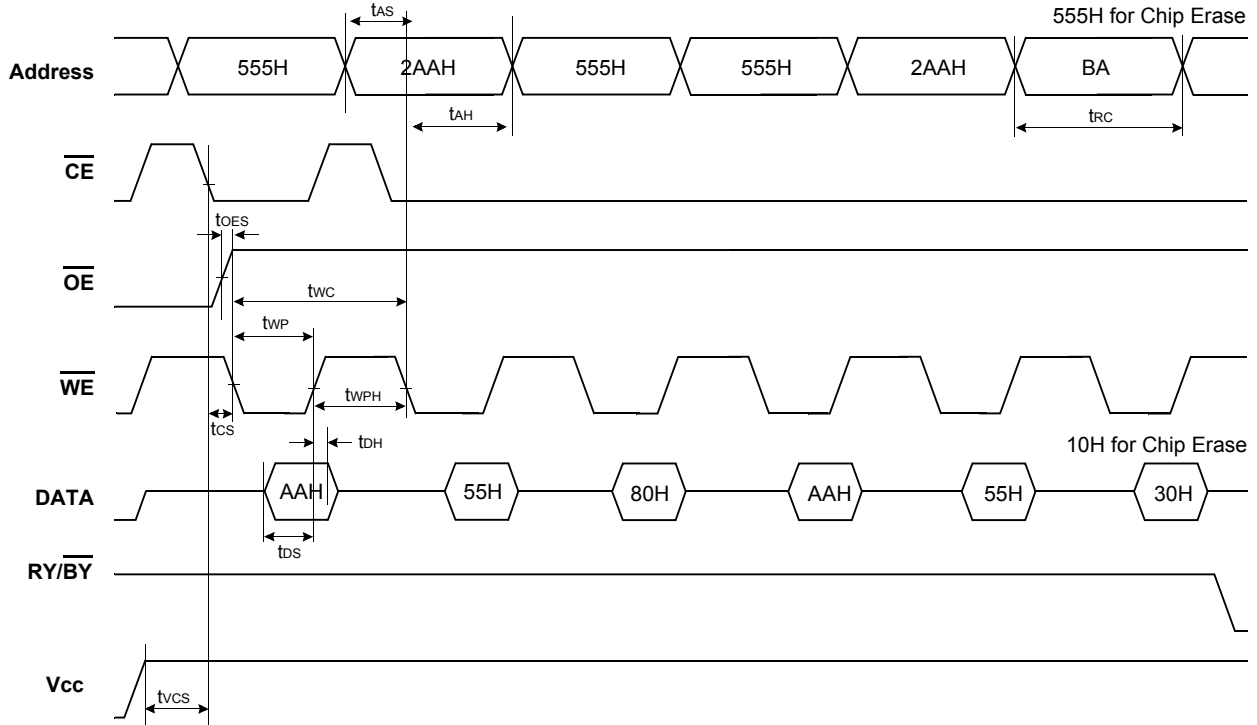 tAS
555H for Chip Erase
Address 555H 2AAH 555H 555H 2AAH BA
tAH
tRC
CE
tOES
OE
tWC
tWP
WE
tWPH
tCS
tDH
10H for Chip Erase
DATA AAH 55H 80H AAH 55H 30H
tDS
RY/BY
Vcc
tVCS